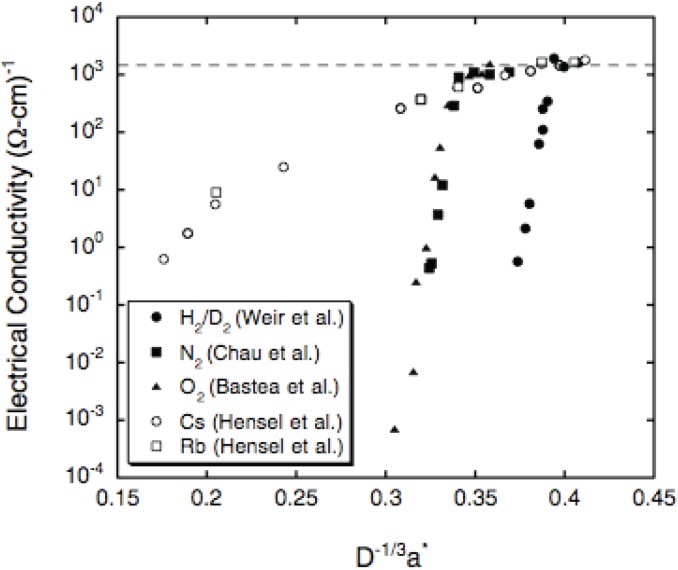 10⁴
10³
10²
10¹
10⁰
10⁻¹
10⁻²
10⁻³
10⁻⁴
Electrical Conductivity (Ω-cm)⁻¹
H₂/D₂ (Weir et al.)
N₂ (Chau et al.)
O₂ (Bastea et al.)
Cs (Hensel et al.)
Rb (Hensel et al.)
0.15 0.2 0.25 0.3 0.35 0.4 0.45
D⁻¹/³a*